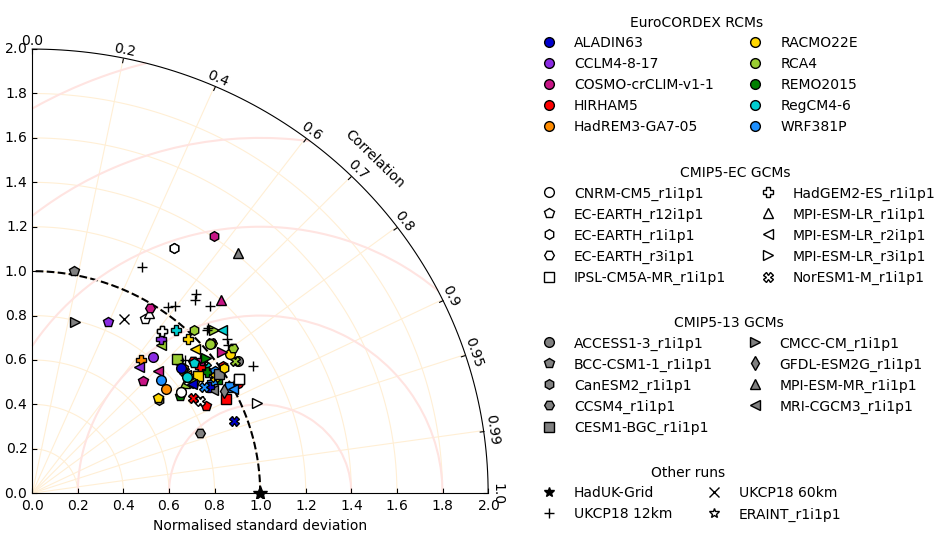 EuroCORDEX RCMs
ALADIN63 RACMO22E
CCLM4-8-17 RCA4
COSMO-crCLIM-v1-1 REMO2015
HIRHAM5 RegCM4-6
HadREM3-GA7-05 WRF381P
CMIP5-EC GCMs
CNRM-CM5_r1i1p1 HadGEM2-ES_r1i1p1
EC-EARTH_r12i1p1 MPI-ESM-LR_r1i1p1
EC-EARTH_r1i1p1 MPI-ESM-LR_r2i1p1
EC-EARTH_r3i1p1 MPI-ESM-LR_r3i1p1
IPSL-CM5A-MR_r1i1p1 NorESM1-M_r1i1p1
CMIP5-13 GCMs
ACCESS1-3_r1i1p1 CMCC-CM_r1i1p1
BCC-CSM1-1_r1i1p1 GFDL-ESM2G_r1i1p1
CanESM2_r1i1p1 MPI-ESM-MR_r1i1p1
CCSM4_r1i1p1 MRI-CGCM3_r1i1p1
CESM1-BGC_r1i1p1
Other runs
HadUK-Grid UKCP18 60km
UKCP18 12km ERAINT_r1i1p1
0.0
0.2
0.4
0.6
Correlation
0.7
0.8
0.9
0.95
0.99
1.0
2.0
1.8
1.6
1.4
1.2
1.0
0.8
0.6
0.4
0.2
0.0
0.0 0.2 0.4 0.6 0.8 1.0 1.2 1.4 1.6 1.8 2.0
Normalised standard deviation